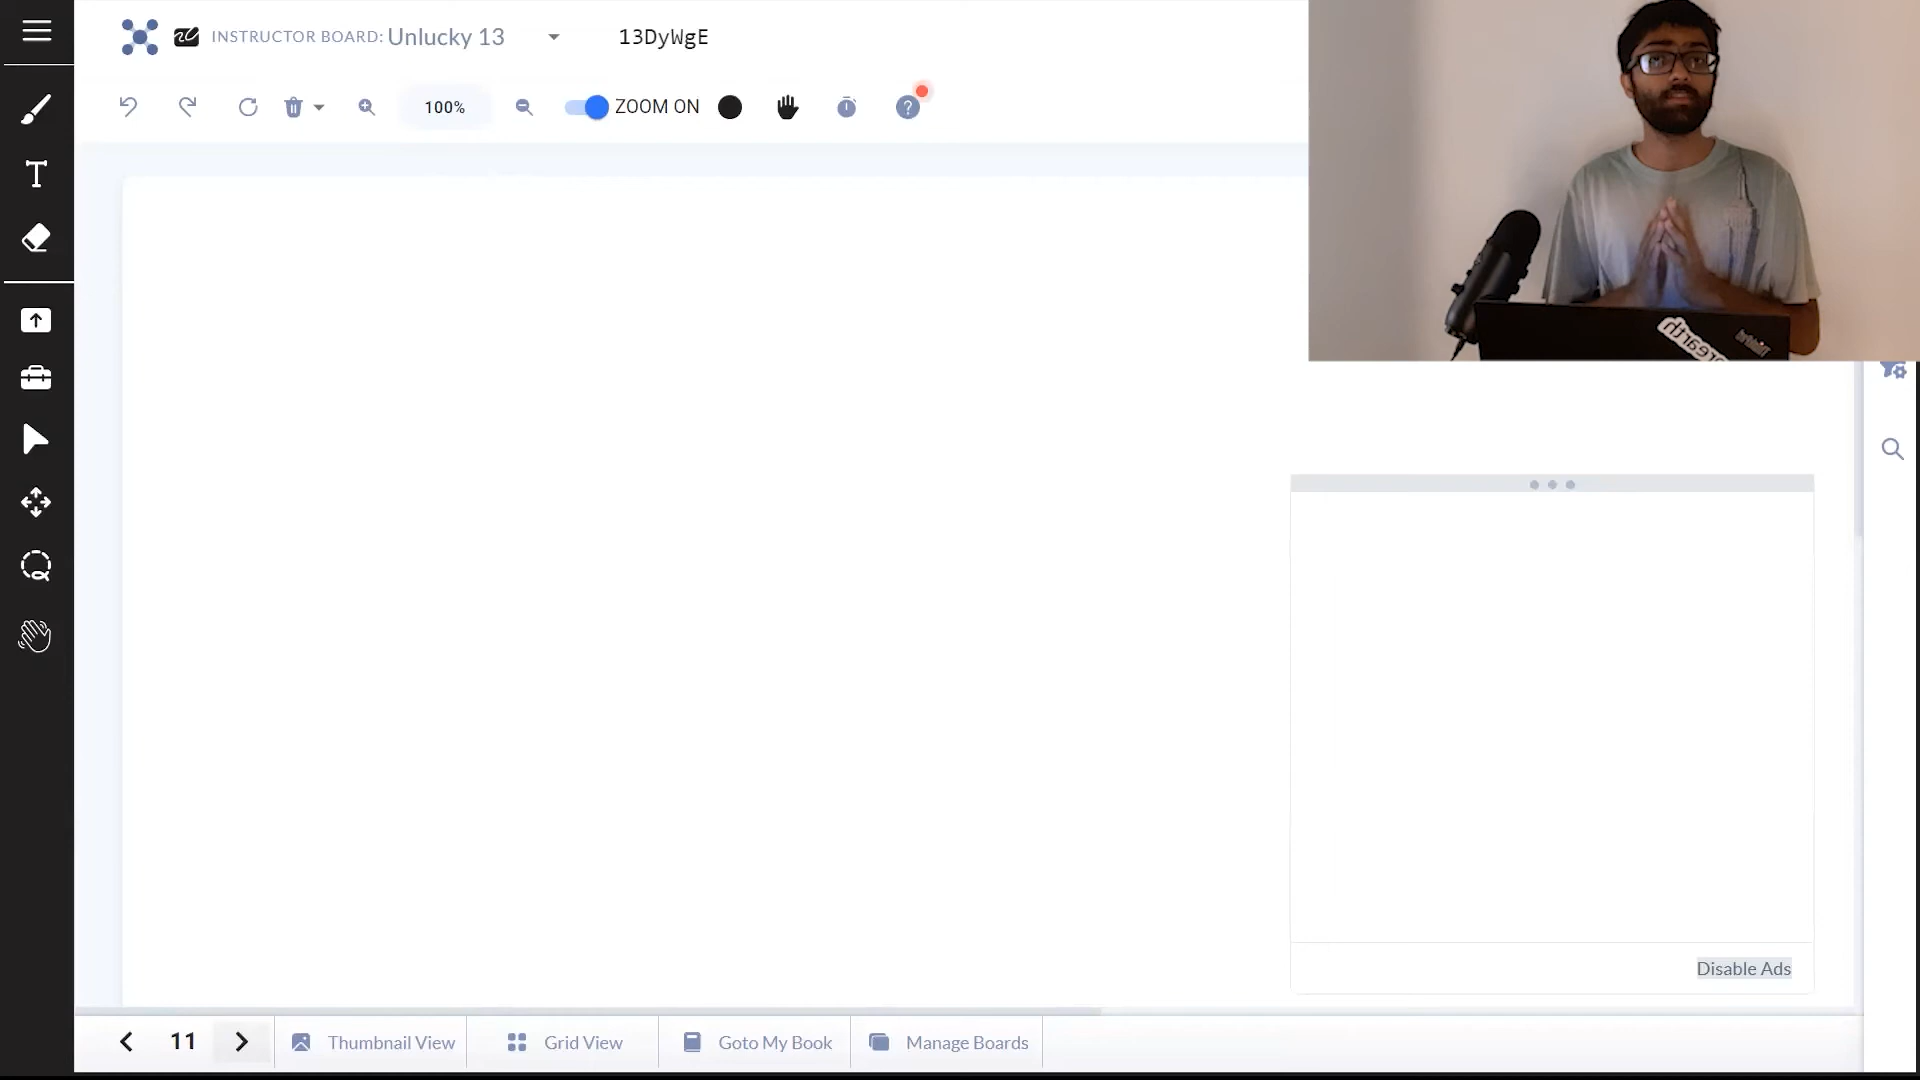 INSTRUCTOR BOARD: Unlucky 13
13DyWgE
100%
ZOOM ON
Disable Ads
11
Thumbnail View
Grid View
Goto My Book
Manage Boards